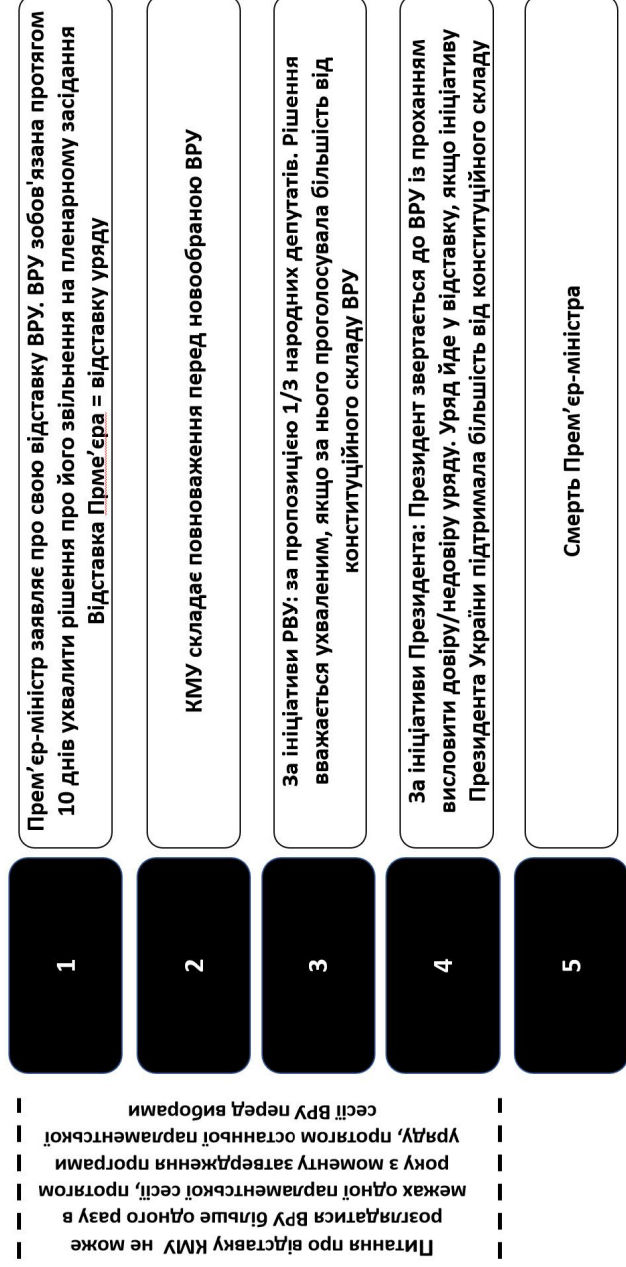 1
Прем’єр-міністр заявляє про свою відставку ВРУ. ВРУ зобов'язана протягом
10 днів ухвалити рішення про його звільнення на пленарному засідання
Відставка Прме’єра = відставку уряду
2
КМУ складає повноваження перед новообраною ВРУ
3
За ініціативи РВУ: за пропозицією 1/3 народних депутатів. Рішення
вважається ухваленим, якщо за нього проголосувала більшість від
конституційного складу ВРУ
4
За ініціативи Президента: Президент звертається до ВРУ із проханням
висловити довіру/недовіру уряду. Уряд йде у відставку, якщо ініціативу
Президента України підтримала більшість від конституційного складу
5
Смерть Прем’єр-міністра
Питання про відставку КМУ не може
розглядатися ВРУ більше одного разу в
межах одної парламентської сесії, протягом
року з моменту затвердження програми
уряду, протягом останньої парламентської
сесії ВРУ перед виборами